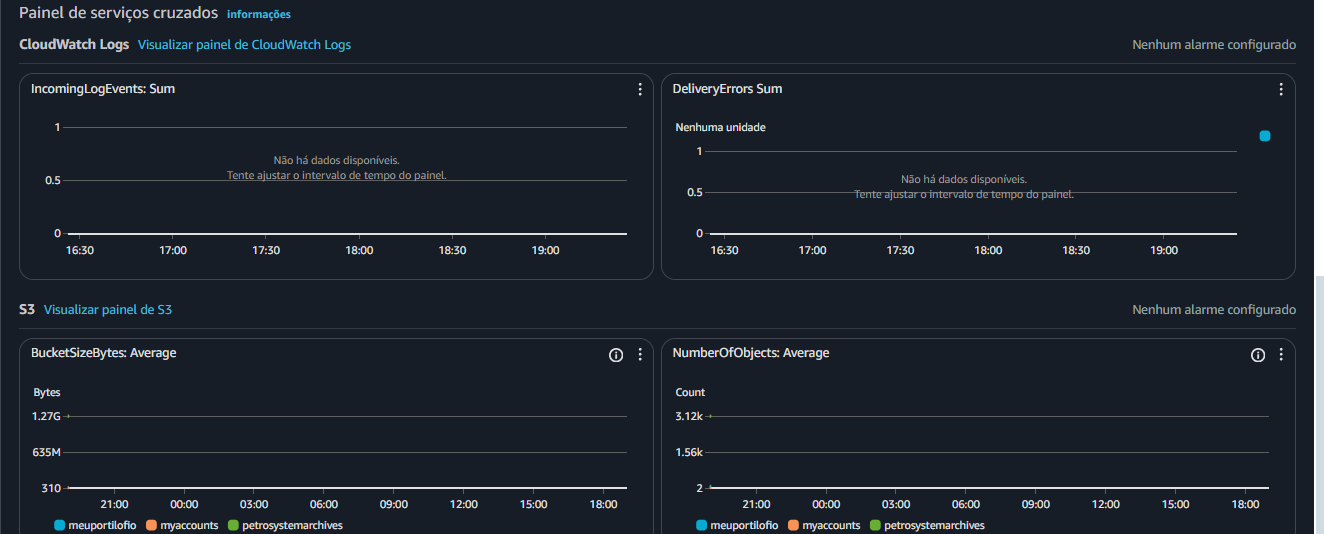 Painel de serviços cruzados informações
CloudWatch Logs Visualizar painel de CloudWatch Logs Nenhum alarme configurado
IncomingLogEvents: Sum
1
Não há dados disponíveis.
Tente ajustar o intervalo de tempo do painel.
0.5
0
16:30 17:00 17:30 18:00 18:30 19:00
DeliveryErrors Sum
Nenhuma unidade
1
Não há dados disponíveis.
Tente ajustar o intervalo de tempo do painel.
0.5
0
16:30 17:00 17:30 18:00 18:30 19:00
S3 Visualizar painel de S3 Nenhum alarme configurado
BucketSizeBytes: Average
Bytes
1.27G
635M
310
21:00 00:00 03:00 06:00 09:00 12:00 15:00 18:00
meuportilofio myaccounts petrosystemarchives
NumberOfObjects: Average
Count
3.12k
1.56k
2
21:00 00:00 03:00 06:00 09:00 12:00 15:00 18:00
meuportilofio myaccounts petrosystemarchives